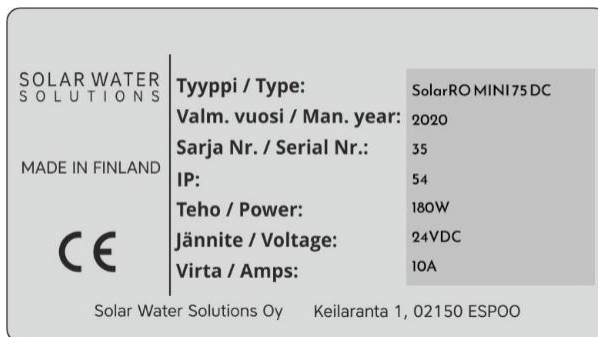 SOLAR WATER
SOLUTIONS
MADE IN FINLAND
CE
Tyyppi / Type: SolarRO MINI 75 DC
Valm. vuosi / Man. year: 2020
Sarja Nr. / Serial Nr.: 35
IP: 54
Teho / Power: 180W
Jännite / Voltage: 24VDC
Virta / Amps: 10A
Solar Water Solutions Oy Keilaranta 1, 02150 ESPOO